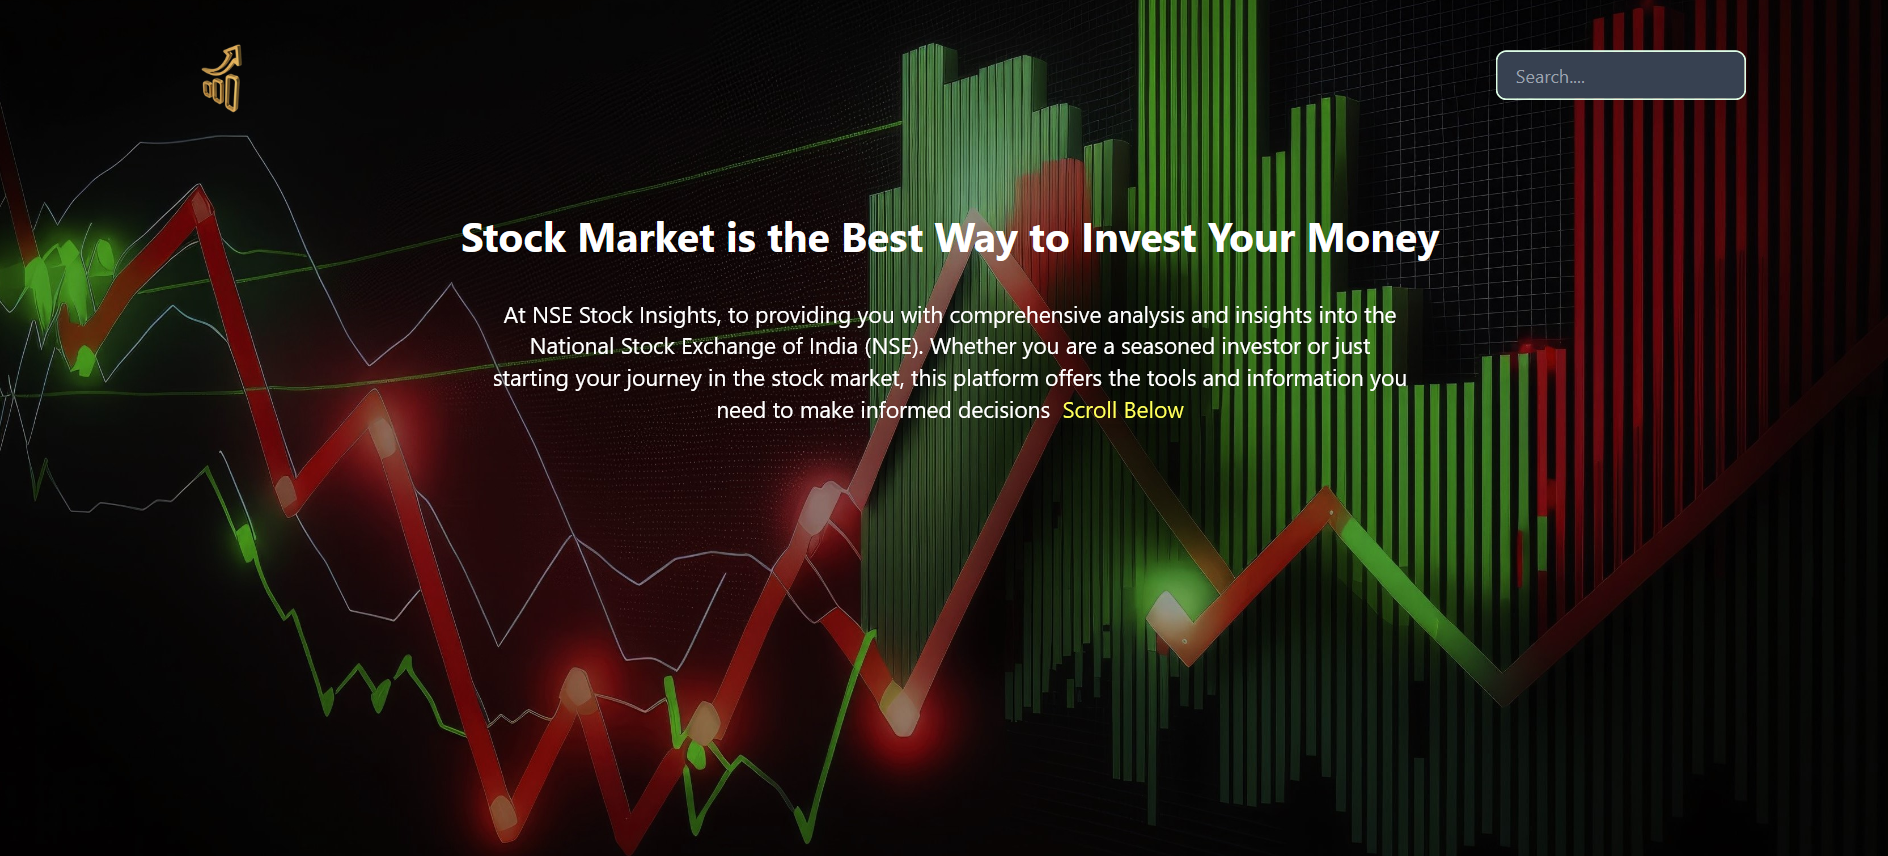 Search....
Stock Market is the Best Way to Invest Your Money
At NSE Stock Insights, to providing you with comprehensive analysis and insights into the
National Stock Exchange of India (NSE). Whether you are a seasoned investor or just
starting your journey in the stock market, this platform offers the tools and information you
need to make informed decisions Scroll Below